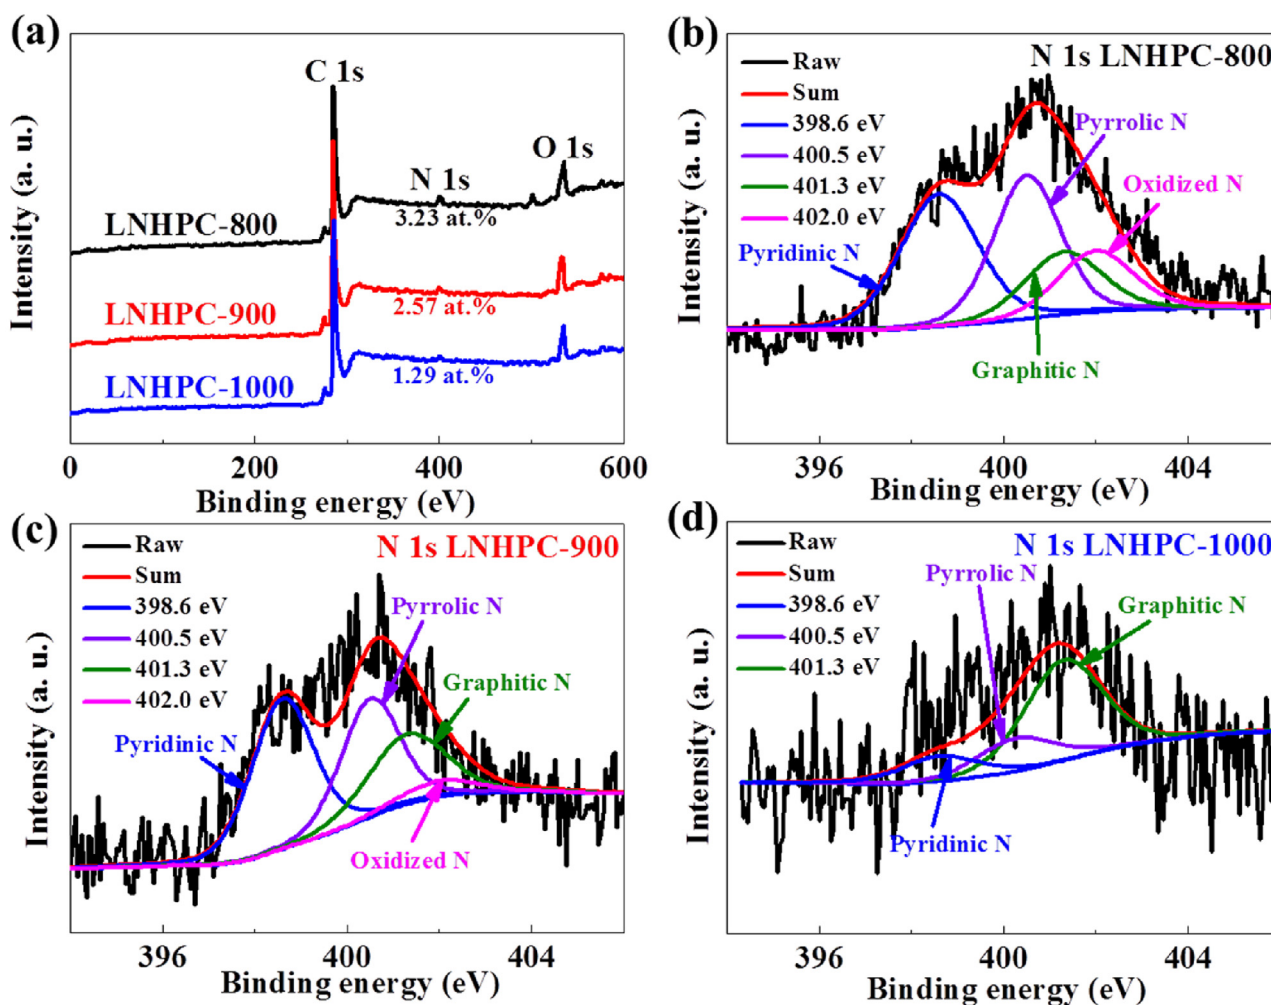 (a)
C 1s
N 1s
O 1s
3.23 at.%
LNHPC-800
2.57 at.%
LNHPC-900
1.29 at.%
LNHPC-1000
Intensity (a. u.)
0
200
400
600
Binding energy (eV)
(b)
N 1s LNHPC-800
Raw
Sum
398.6 eV
400.5 eV
401.3 eV
402.0 eV
Pyrrolic N
Oxidized N
Pyridinic N
Graphitic N
Intensity (a. u.)
396
400
404
Binding energy (eV)
(c)
N 1s LNHPC-900
Raw
Sum
398.6 eV
400.5 eV
401.3 eV
402.0 eV
Pyrrolic N
Graphitic N
Pyridinic N
Oxidized N
Intensity (a. u.)
396
400
404
Binding energy (eV)
(d)
N 1s LNHPC-1000
Raw
Sum
398.6 eV
400.5 eV
401.3 eV
Pyrrolic N
Graphitic N
Pyridinic N
Intensity (a. u.)
396
400
404
Binding energy (eV)